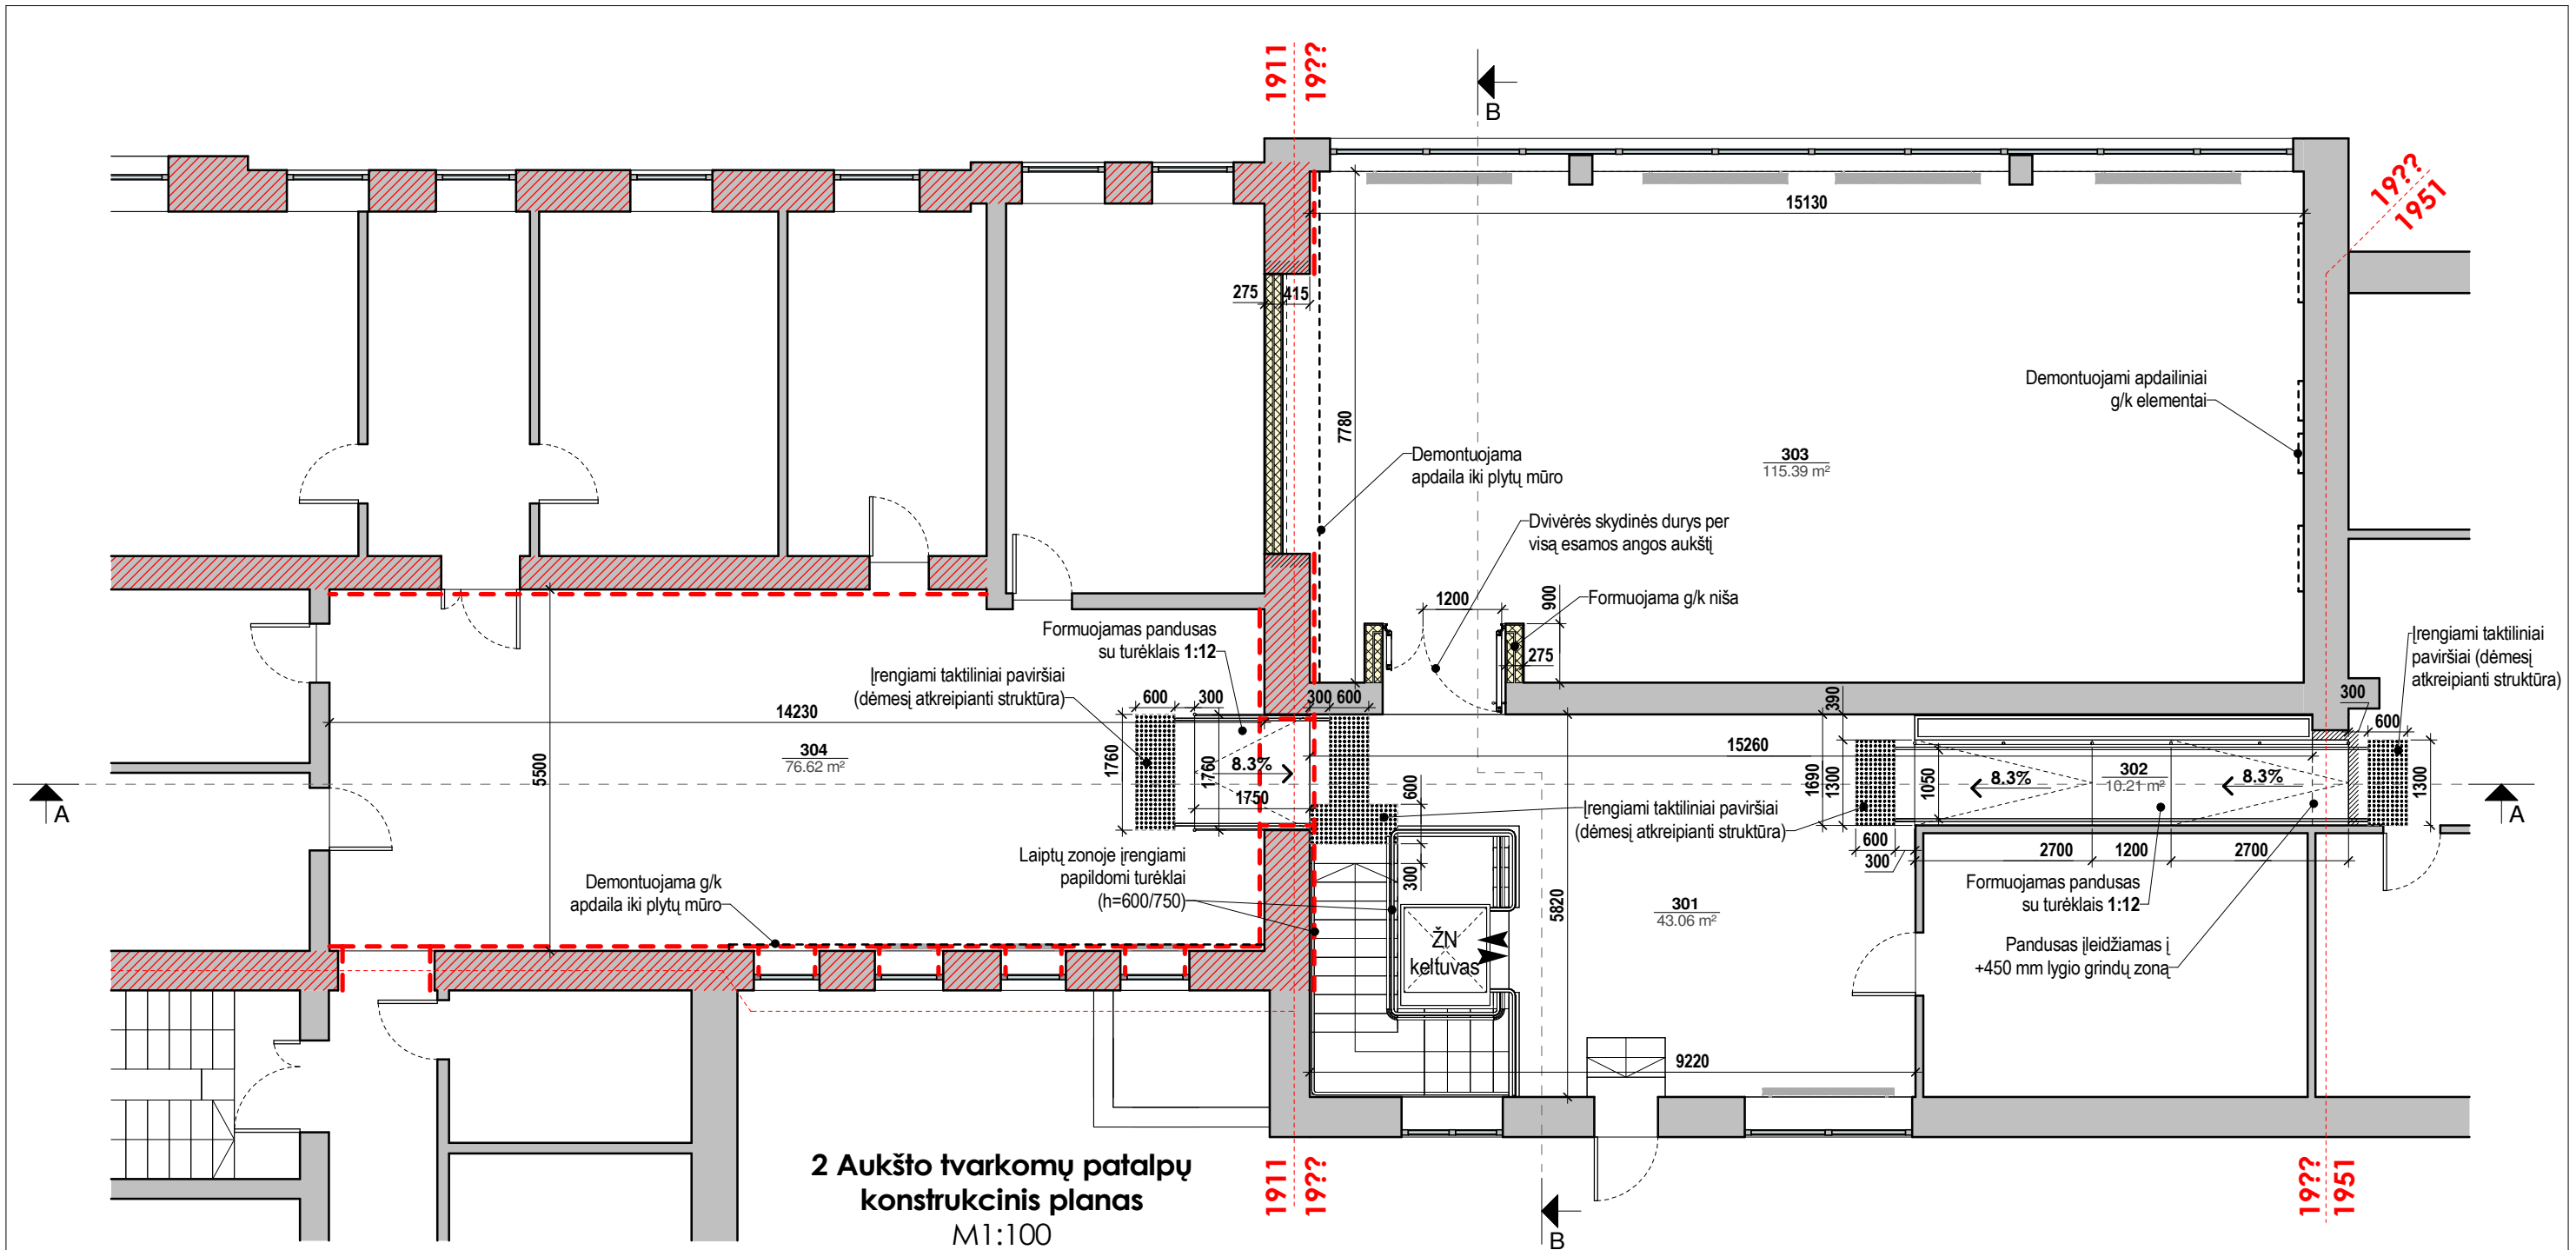 1911
19??
B
19??
1951
15130
275
415
7780
Demontuojami apdailiniai
g/k elementai
Demontuojama
apdaila iki plytų mūro
303
115.39 m²
Dvivėrės skydinės durys per
visą esamos angos aukštį
1200
900
Formuojama g/k niša
275
Formuojamas pandusas
su turėklais 1:12
Įrengiami taktiliniai paviršiai
(dėmesį atkreipianti struktūra)
Įrengiami taktiliniai
paviršiai (dėmesį
atkreipianti struktūra)
600
300
300
600
14230
304
76.62 m²
5500
1760
1760
8.3%
1750
15260
390
300
600
1690
1300
1050
8.3%
302
10.21 m²
8.3%
1300
A
A
600
300
Įrengiami taktiliniai paviršiai
(dėmesį atkreipianti struktūra)
600
300
2700
1200
2700
Laiptų zonoje įrengiami
papildomi turėklai
(h=600/750)
Demontuojama g/k
apdaila iki plytų mūro
5820
301
43.06 m²
Formuojamas pandusas
su turėklais 1:12
ŽN
keltuvas
Pandusas įleidžiamas į
+450 mm lygio grindų zoną
9220
2 Aukšto tvarkomų patalpų
konstrukcinis planas
M1:100
1911
19??
B
19??
1951